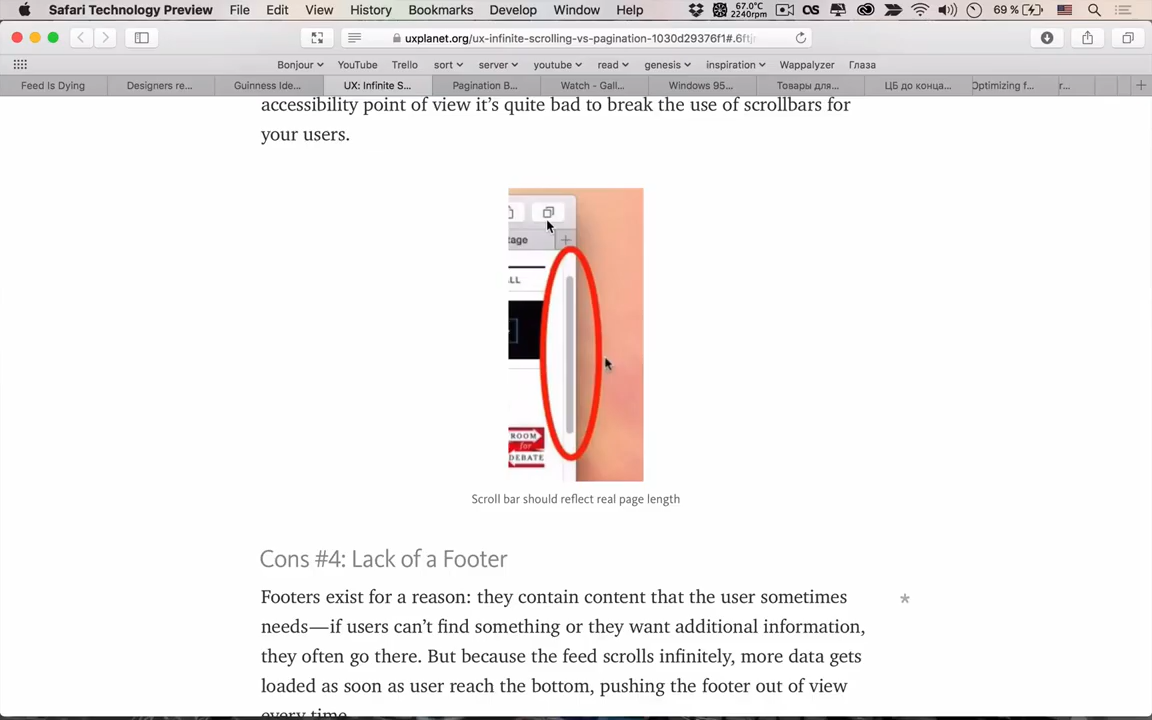 Safari Technology Preview File Edit View History Bookmarks Develop Window Help 67.0°C 2240rpm 69 %
uxplanet.org/ux-infinite-scrolling-vs-pagination-1030d29376f1#.6ftj
Bonjour YouTube Trello sort server youtube read genesis inspiration Wappalyzer Глаза
Feed Is Dying Designers re... Guinness Ide... UX: Infinite S... Pagination B... Watch - Gall... Windows 95... Товары для... ЦБ до конца... Optimizing f... r...
accessibility point of view it’s quite bad to break the use of scrollbars for
your users.
tage
LL
ROOM
for
DEBATE
Scroll bar should reflect real page length
Cons #4: Lack of a Footer
Footers exist for a reason: they contain content that the user sometimes
needs—if users can’t find something or they want additional information,
they often go there. But because the feed scrolls infinitely, more data gets
loaded as soon as user reach the bottom, pushing the footer out of view
every time.